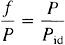 f/P = P/P_id